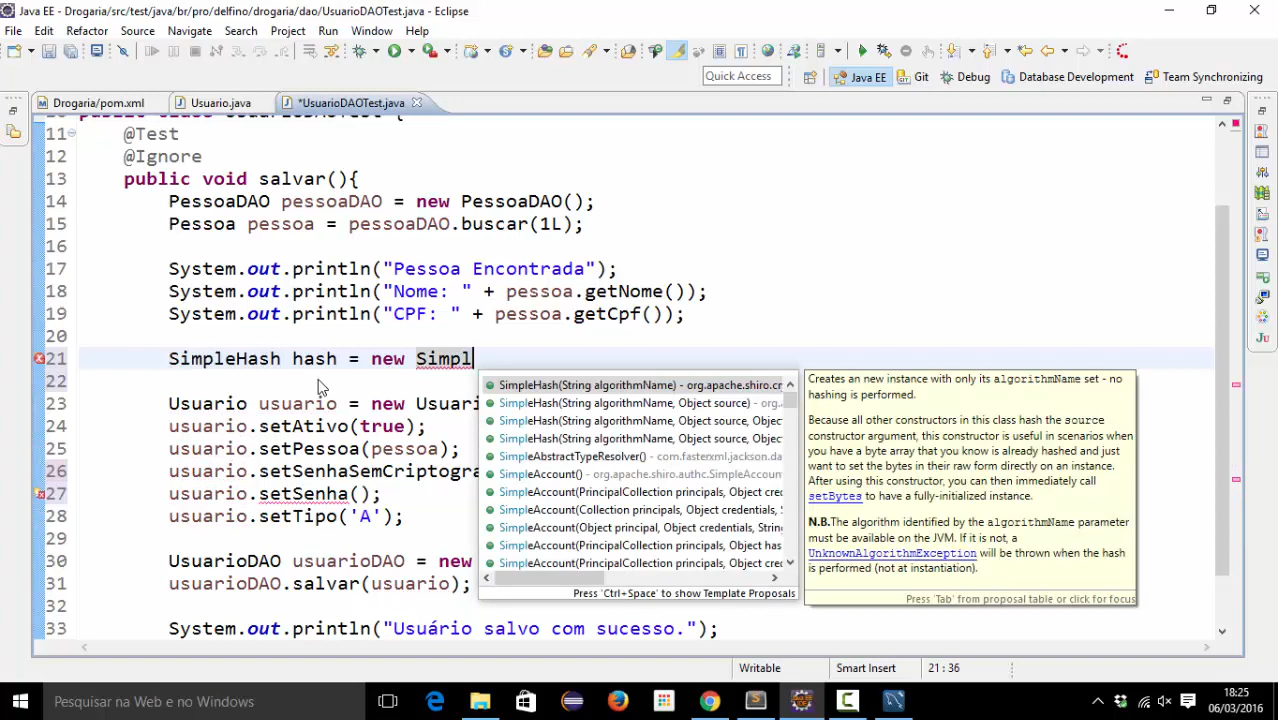 Java EE - Drogaria/src/test/java/br/pro/delfino/drogaria/dao/UsuarioDAOTest.java - Eclipse
File Edit Refactor Source Navigate Search Project Run Window Help
Quick Access
Java EE Git Debug Database Development Team Synchronizing
Drogaria/pom.xml Usuario.java *UsuarioDAOTest.java
10 public class UsuarioDAOTest {
11 @Test
12 @Ignore
13 public void salvar(){
14 PessoaDAO pessoaDAO = new PessoaDAO();
15 Pessoa pessoa = pessoaDAO.buscar(1L);
16
17 System.out.println("Pessoa Encontrada");
18 System.out.println("Nome: " + pessoa.getNome());
19 System.out.println("CPF: " + pessoa.getCpf());
20
21 SimpleHash hash = new Simpl
22
23 Usuario usuario = new Usuari
24 usuario.setAtivo(true);
25 usuario.setPessoa(pessoa);
26 usuario.setSenhaSemCriptogra
27 usuario.setSenha();
28 usuario.setTipo('A');
29
30 UsuarioDAO usuarioDAO = new
31 usuarioDAO.salvar(usuario);
32
33 System.out.println("Usuário salvo com sucesso.");
SimpleHash(String algorithmName) - org.apache.shiro.cr
SimpleHash(String algorithmName, Object source) - org.
SimpleHash(String algorithmName, Object source, Objec
SimpleHash(String algorithmName, Object source, Objec
SimpleAbstractTypeResolver() - com.fasterxml.jackson.da
SimpleAccount() - org.apache.shiro.authc.SimpleAccount
SimpleAccount(PrincipalCollection principals, Object cred
SimpleAccount(Collection principals, Object credentials, S
SimpleAccount(Object principal, Object credentials, String
SimpleAccount(PrincipalCollection principals, Object has
SimpleAccount(PrincipalCollection principals, Object cred
Press 'Ctrl+Space' to show Template Proposals
Creates an new instance with only its algorithmName set - no
hashing is performed.
Because all other constructors in this class hash the source
constructor argument, this constructor is useful in scenarios when
you have a byte array that you know is already hashed and just
want to set the bytes in their raw form directly on an instance.
After using this constructor, you can then immediately call
setBytes to have a fully-initialized instance.
N.B.The algorithm identified by the algorithmName parameter
must be available on the JVM. If it is not, a
UnknownAlgorithmException will be thrown when the hash
is performed (not at instantiation).
Press 'Tab' from proposal table or click for focus
Writable Smart Insert 21 : 36
Pesquisar na Web e no Windows
18:25
06/03/2016